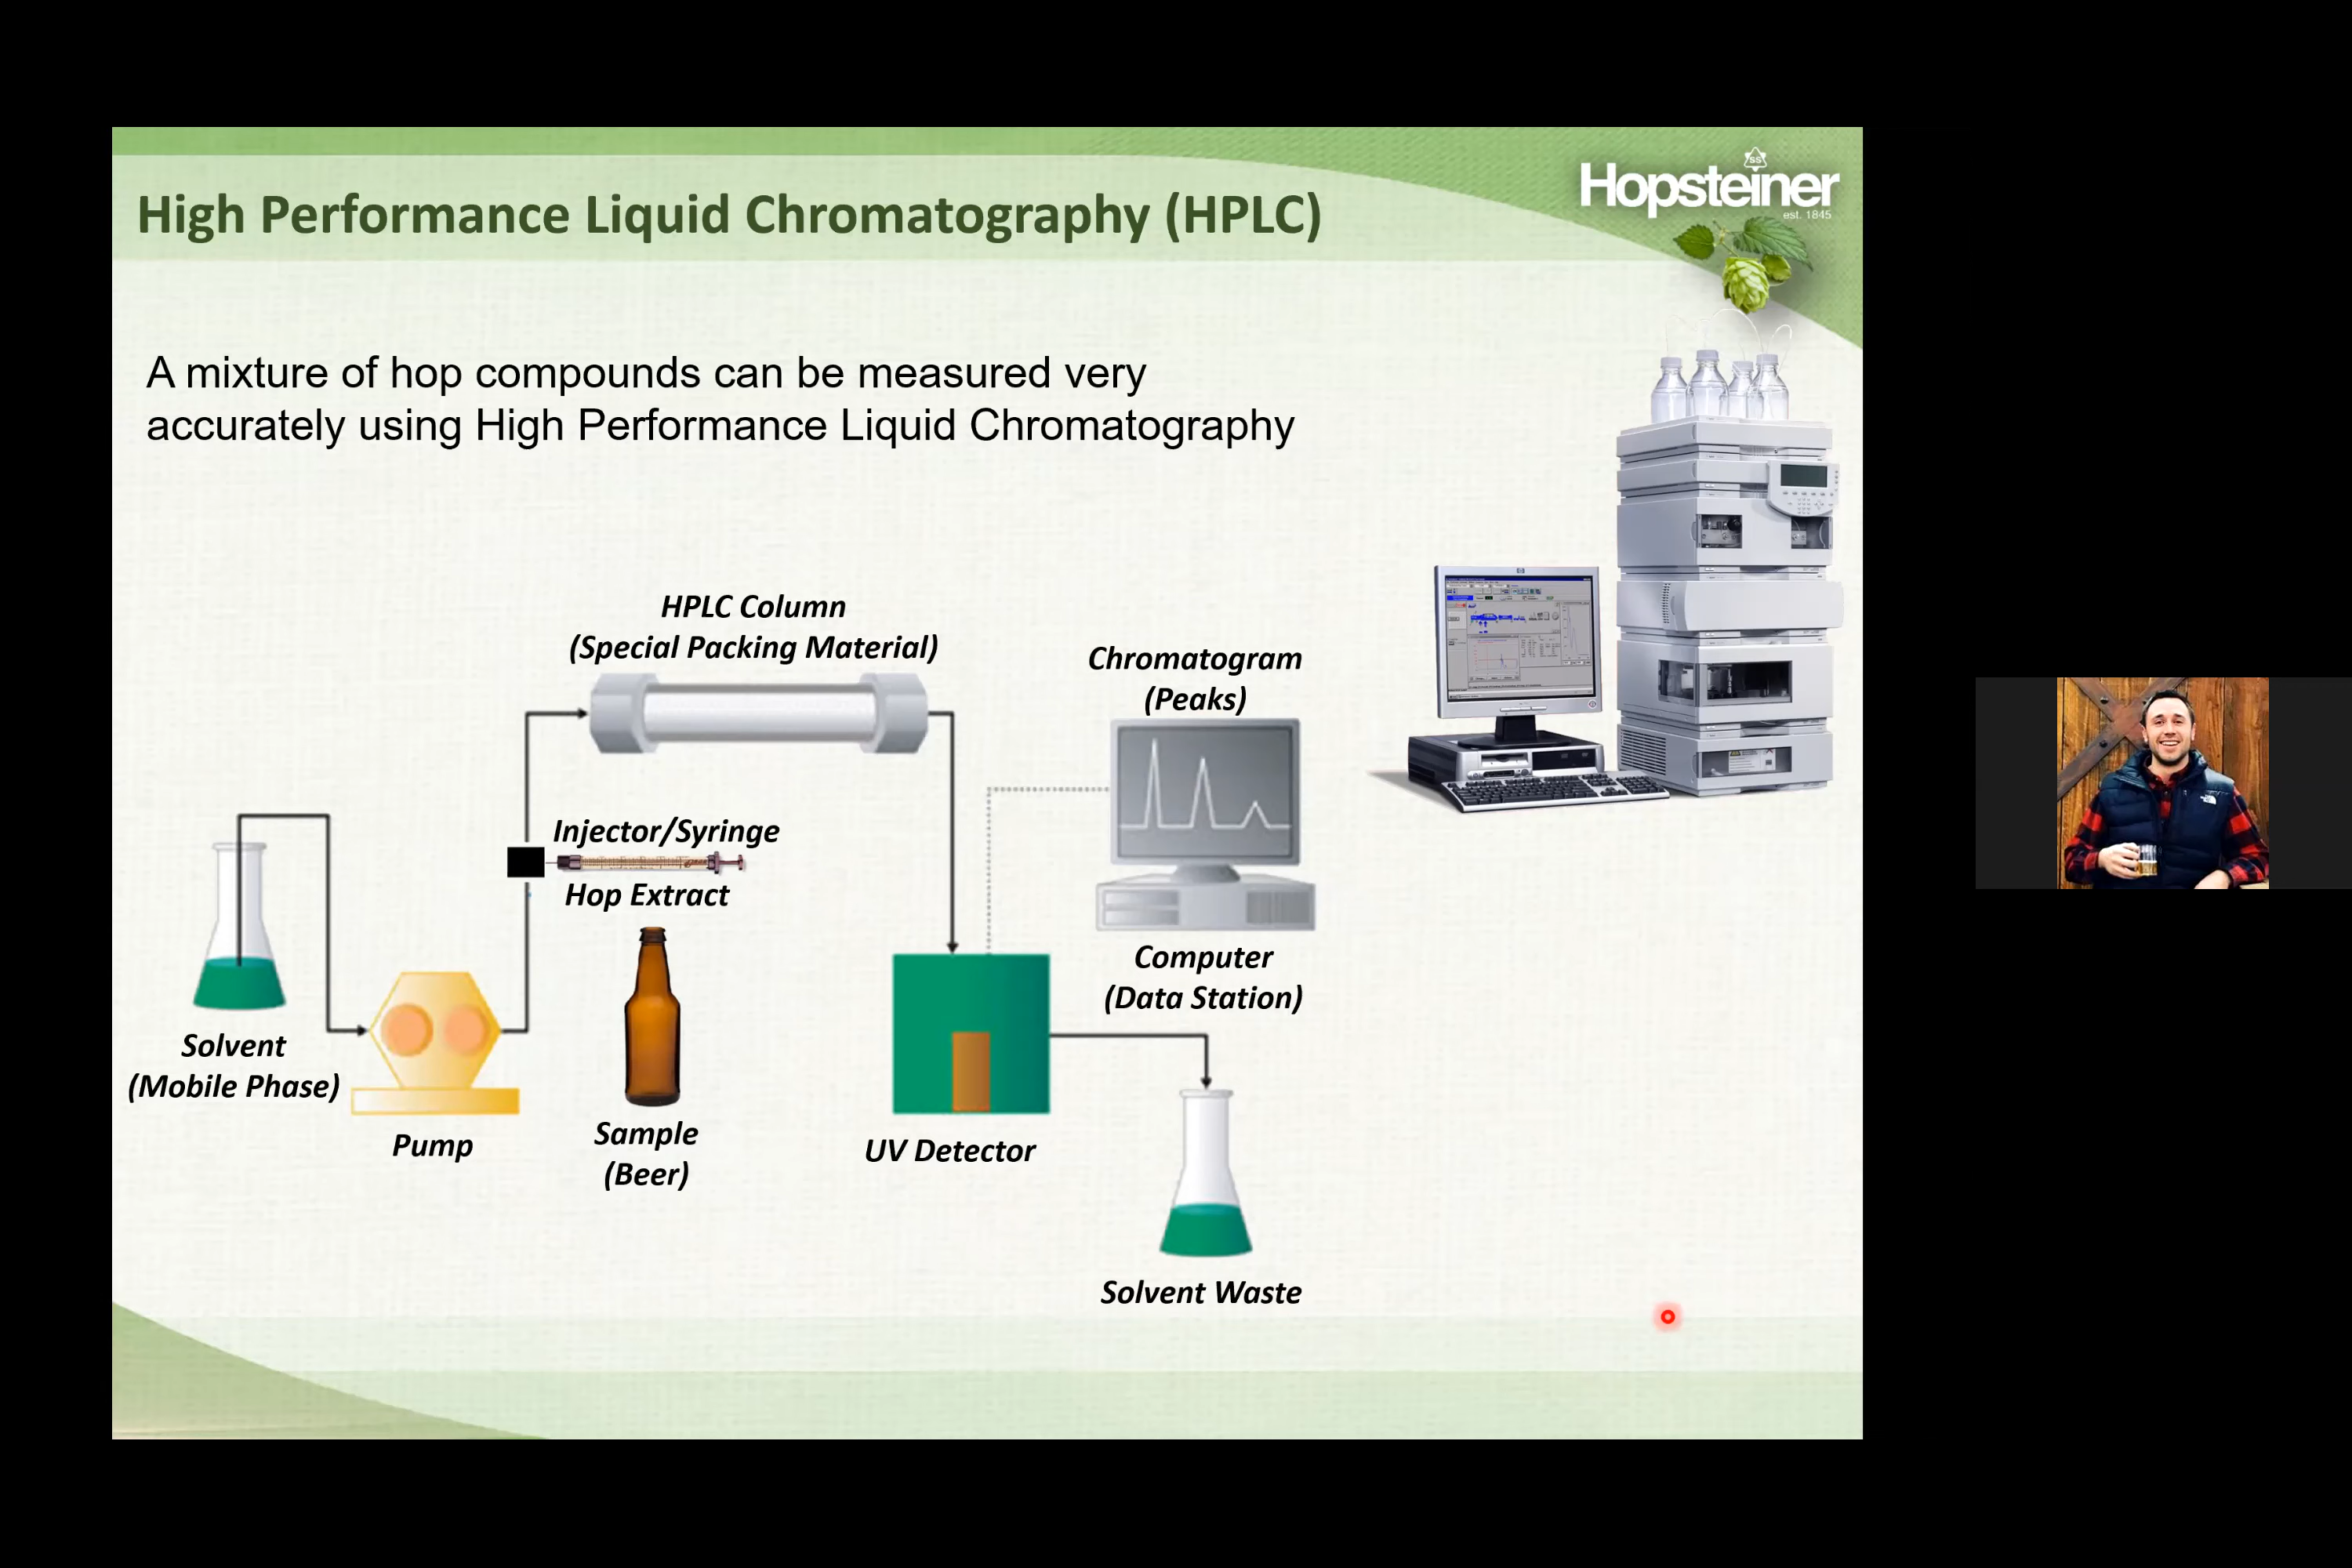 High Performance Liquid Chromatography (HPLC)
SS
Hopsteiner
est. 1845
A mixture of hop compounds can be measured very
accurately using High Performance Liquid Chromatography
HPLC Column
(Special Packing Material)
Chromatogram
(Peaks)
Injector/Syringe
Hop Extract
Computer
(Data Station)
Solvent
(Mobile Phase)
Pump
Sample
(Beer)
UV Detector
Solvent Waste